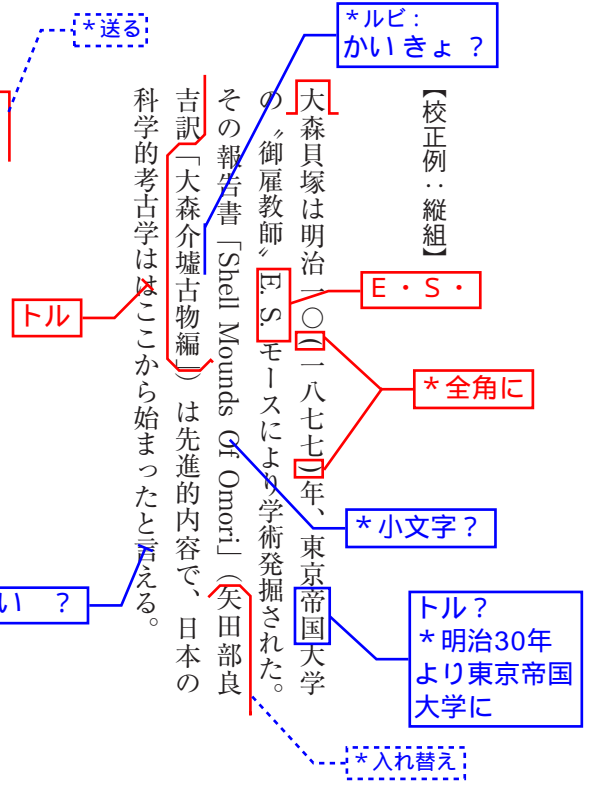 【校正例：縦組】
大森貝塚は明治一〇(一八七七)年、東京帝国大学
の〝御雇教師〟E. S. モースにより学術発掘された。
その報告書「Shell Mounds Of Omori」（矢田部良
吉訳「大森介墟古物編」）は先進的内容で、日本の
科学的考古学ははここから始まったと言える。
＊送る
＊ルビ：
かい きょ ？
Ｅ・Ｓ・
トル
＊全角に
＊小文字？
い ？
トル？
＊明治30年
より東京帝国
大学に
＊入れ替え